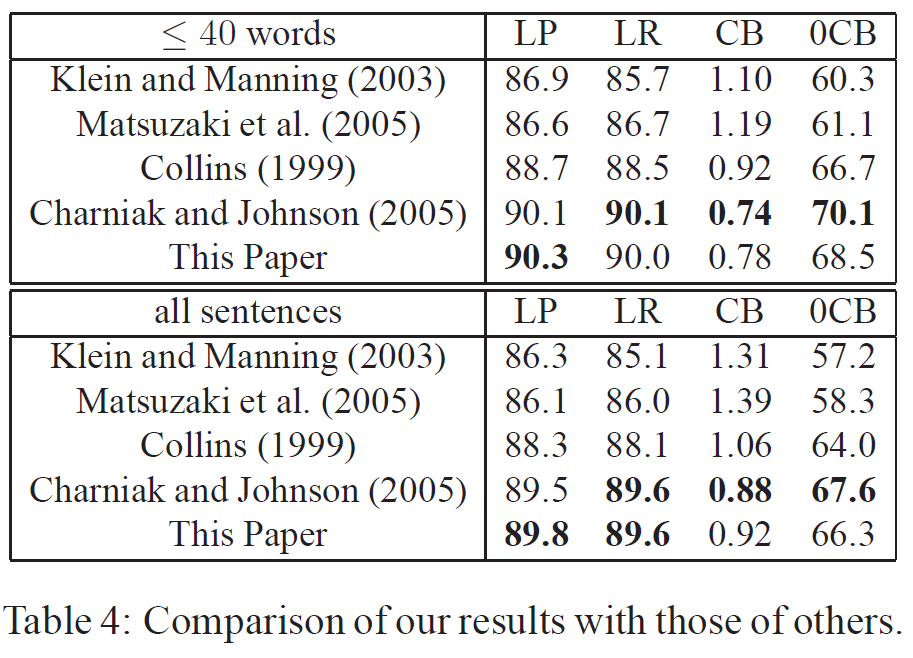 ≤ 40 words LP LR CB 0CB
Klein and Manning (2003) 86.9 85.7 1.10 60.3
Matsuzaki et al. (2005) 86.6 86.7 1.19 61.1
Collins (1999) 88.7 88.5 0.92 66.7
Charniak and Johnson (2005) 90.1 90.1 0.74 70.1
This Paper 90.3 90.0 0.78 68.5
all sentences LP LR CB 0CB
Klein and Manning (2003) 86.3 85.1 1.31 57.2
Matsuzaki et al. (2005) 86.1 86.0 1.39 58.3
Collins (1999) 88.3 88.1 1.06 64.0
Charniak and Johnson (2005) 89.5 89.6 0.88 67.6
This Paper 89.8 89.6 0.92 66.3
Table 4: Comparison of our results with those of others.